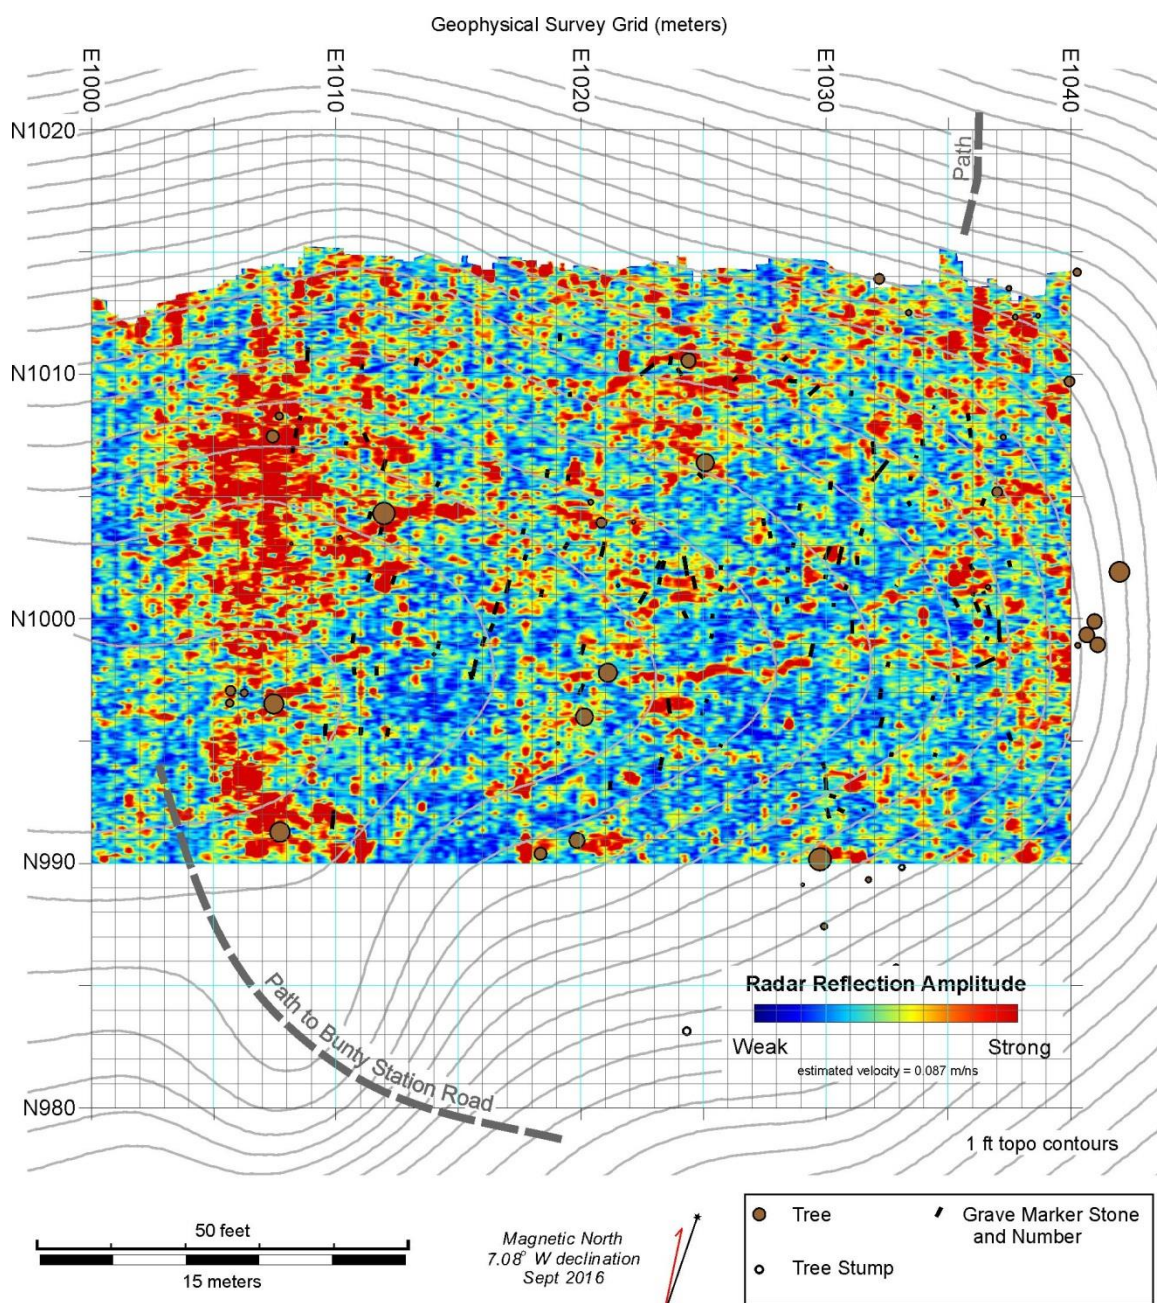 Geophysical Survey Grid (meters)
E1000
E1010
E1020
E1030
E1040
N1020
Path
N1010
N1000
N990
Path to Bunty Station Road
Radar Reflection Amplitude
Weak
Strong
estimated velocity = 0.087 m/ns
N980
1 ft topo contours
50 feet
15 meters
Magnetic North
7.08° W declination
Sept 2016
Tree
Grave Marker Stone
and Number
Tree Stump